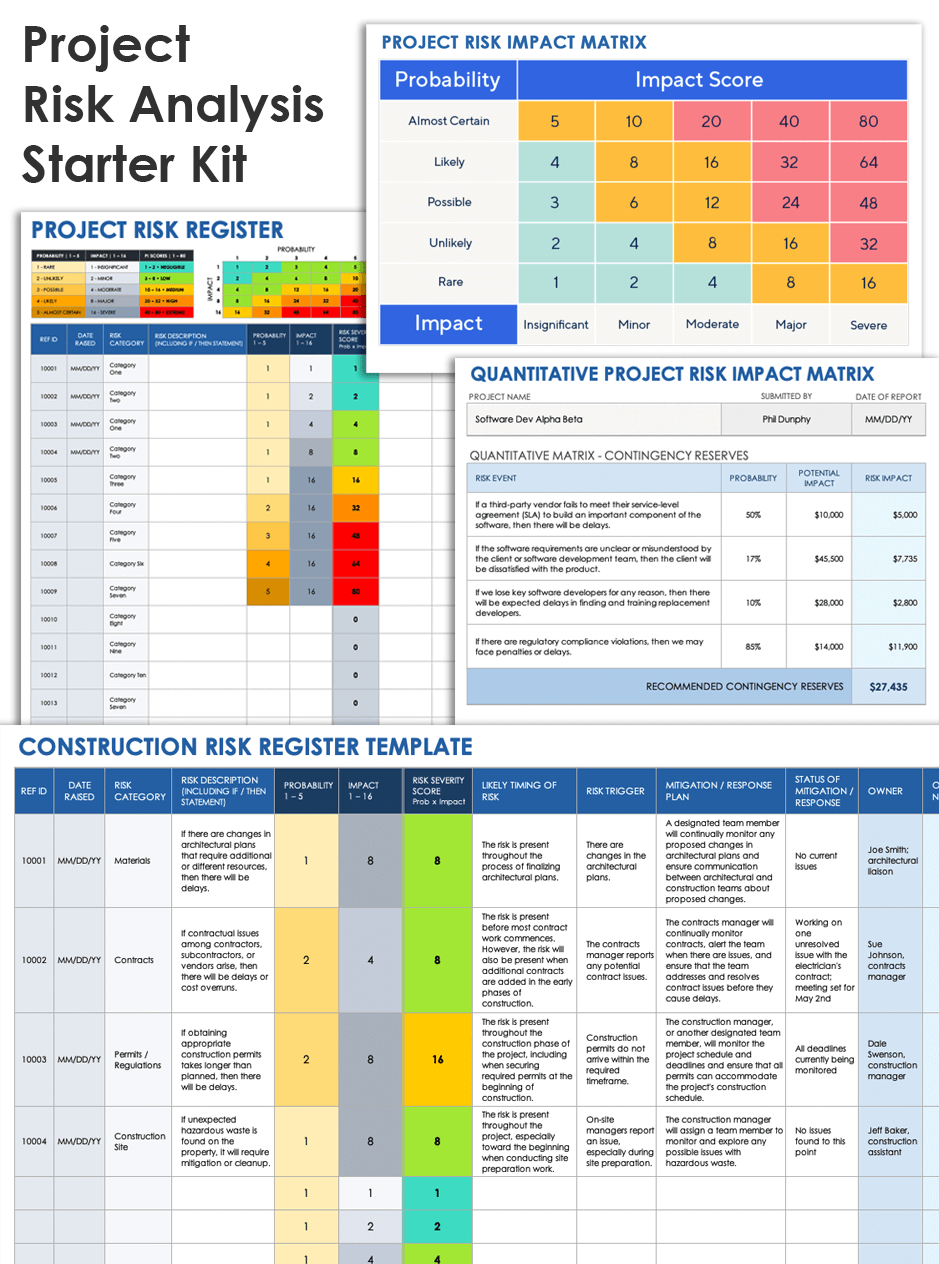 Project
Risk Analysis
Starter Kit
PROJECT RISK IMPACT MATRIX
Probability Impact Score
Almost Certain 5 10 20 40 80
Likely 4 8 16 32 64
Possible 3 6 12 24 48
Unlikely 2 4 8 16 32
Rare 1 2 4 8 16
Impact Insignificant Minor Moderate Major Severe
PROJECT RISK REGISTER
PROBABILITY | 1 – 5 IMPACT | 1 – 16 PI SCORES | 1 – 80
1 - RARE 1 - INSIGNIFICANT 1 – 2 = NEGLIGIBLE
2 - UNLIKELY 2 - MINOR 3 – 8 = LOW
3 - POSSIBLE 4 - MODERATE 10 – 16 = MEDIUM
4 - LIKELY 8 - MAJOR 20 – 32 = HIGH
5 - ALMOST CERTAIN 16 - SEVERE
PROBABILITY
1 2 3 4 5
IMPACT
1 1 2 3 4 5
2 2 4 6 8 10
4 4 8 12 16 20
8 8 16 24 32
16 16 32
REF ID
DATE
RAISED
RISK
CATEGORY
RISK DESCRIPTION
(INCLUDING IF / THEN STATEMENT)
PROBABILITY
1 – 5
IMPACT
1 – 16
SCORE
10001 MM/DD/YY Category One 1 1 1
10002 MM/DD/YY Category Two 1 2 2
10003 MM/DD/YY Category One 1 4 4
10004 MM/DD/YY Category Two 1 8 8
10005 Category Three 1 16 16
10006 Category Four 2 16 32
10007 Category Five 3 16 48
10008 Category Six 4 16 64
10009 Category Seven 5 16 80
10010 Category Eight 0
10011 Category Nine 0
10012 Category Ten 0
10013 Category Seven 0
QUANTITATIVE PROJECT RISK IMPACT MATRIX
PROJECT NAME SUBMITTED BY DATE OF REPORT
Software Dev Alpha Beta Phil Dunphy MM/DD/YY
QUANTITATIVE MATRIX - CONTINGENCY RESERVES
RISK EVENT PROBABILITY POTENTIAL IMPACT RISK IMPACT
If a third-party vendor fails to meet their service-level
agreement (SLA) to build an important component of the
software, then there will be delays.
50% $10,000 $5,000
If the software requirements are unclear or misunderstood by
the client or software development team, then the client will
be dissatisfied with the product.
17% $45,500 $7,735
If we lose key software developers for any reason, then there
will be expected delays in finding and training replacement
developers.
10% $28,000 $2,800
If there are regulatory compliance violations, then we may
face penalties or delays.
85% $14,000 $11,900
RECOMMENDED CONTINGENCY RESERVES $27,435
CONSTRUCTION RISK REGISTER TEMPLATE
REF ID
DATE
RAISED
RISK
CATEGORY
RISK DESCRIPTION
(INCLUDING IF / THEN
STATEMENT)
PROBABILITY
1 – 5
IMPACT
1 – 16
RISK SEVERITY
SCORE
Prob x Impact
LIKELY TIMING OF
RISK
RISK TRIGGER
MITIGATION / RESPONSE
PLAN
STATUS OF
MITIGATION /
RESPONSE
OWNER
10001
MM/DD/YY
Materials
If there are changes in
architectural plans
that require additional
or different resources,
then there will be
delays.
1
8
8
The risk is present
throughout the
process of finalizing
architectural plans.
There are
changes in the
architectural
plans.
A designated team member
will continually monitor any
proposed changes in
architectural plans and
ensure communication
between architectural and
construction teams about
proposed changes.
No current
issues
Joe Smith;
architectural
liaison
10002
MM/DD/YY
Contracts
If contractual issues
among contractors,
subcontractors, or
vendors arise, then
there will be delays or
cost overruns.
2
4
8
The risk is present
before most contract
work commences.
However, the risk will
also be present when
additional contracts
are added in the early
phases of
construction.
The contracts
manager reports
any potential
contract issues.
The contracts manager will
continually monitor
contracts, alert the team
when there are issues, and
ensure that the team
addresses and resolves
contract issues before they
cause delays.
Working on
one
unresolved
issue with the
electrician's
contract;
meeting set for
May 2nd
Sue
Johnson,
contracts
manager
10003
MM/DD/YY
Permits /
Regulations
If obtaining
appropriate
construction permits
takes longer than
planned, then there
will be delays.
2
8
16
The risk is present
throughout the
construction phase of
the project, including
when securing
required permits at the
beginning of
construction.
Construction
permits do not
arrive within the
required
timeframe.
The construction manager,
or another designated team
member, will monitor the
project schedule and
deadlines and ensure that all
permits can accommodate
the project's construction
schedule.
All deadlines
currently being
monitored
Dale
Swenson,
construction
manager
10004
MM/DD/YY
Construction
Site
If unexpected
hazardous waste is
found on the
property, it will require
mitigation or cleanup.
1
8
8
The risk is present
throughout the
project, especially
toward the beginning
when conducting site
preparation work.
On-site
managers report
an issue,
especially during
site preparation.
The construction manager
will assign a team member to
monitor and explore any
possible issues with
hazardous waste.
No issues
found to this
point
Jeff Baker,
construction
assistant
1 1 1
1 2 2
1 4 4